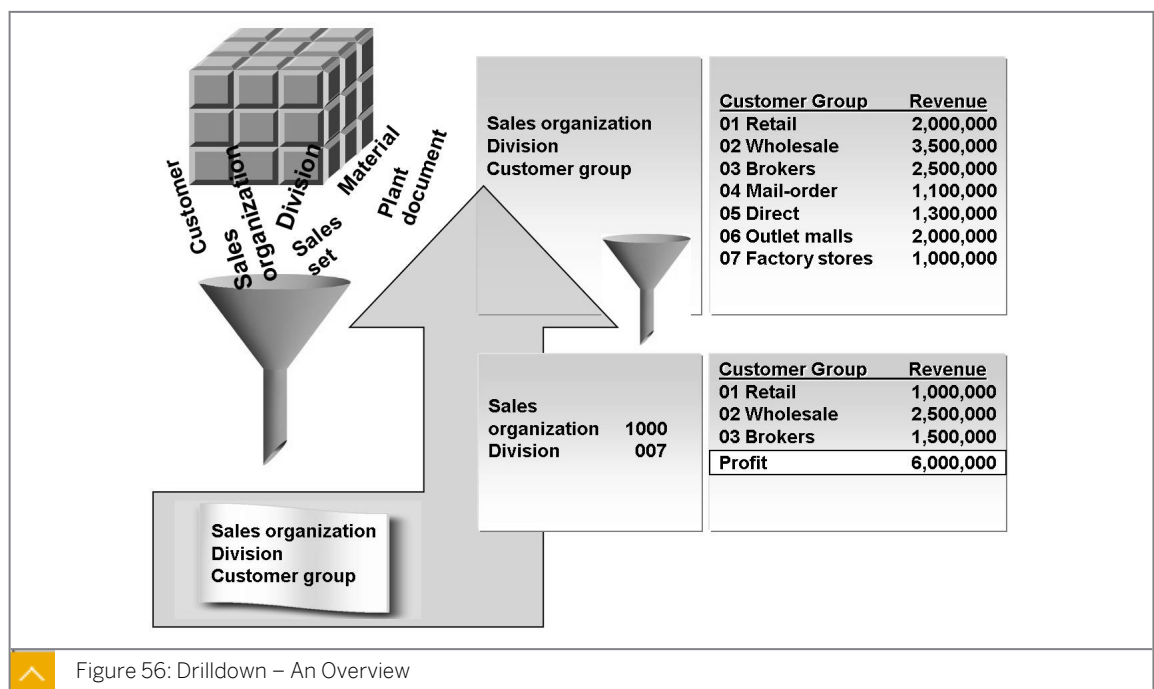 Customer
Sales
organization
Division
Material
Sales
set
Plant
document
Sales organization
Division
Customer group
Sales organization
Division
Customer group
Customer Group Revenue
01 Retail 2,000,000
02 Wholesale 3,500,000
03 Brokers 2,500,000
04 Mail-order 1,100,000
05 Direct 1,300,000
06 Outlet malls 2,000,000
07 Factory stores 1,000,000
Sales
organization 1000
Division 007
Customer Group Revenue
01 Retail 1,000,000
02 Wholesale 2,500,000
03 Brokers 1,500,000
Profit 6,000,000
Figure 56: Drilldown – An Overview